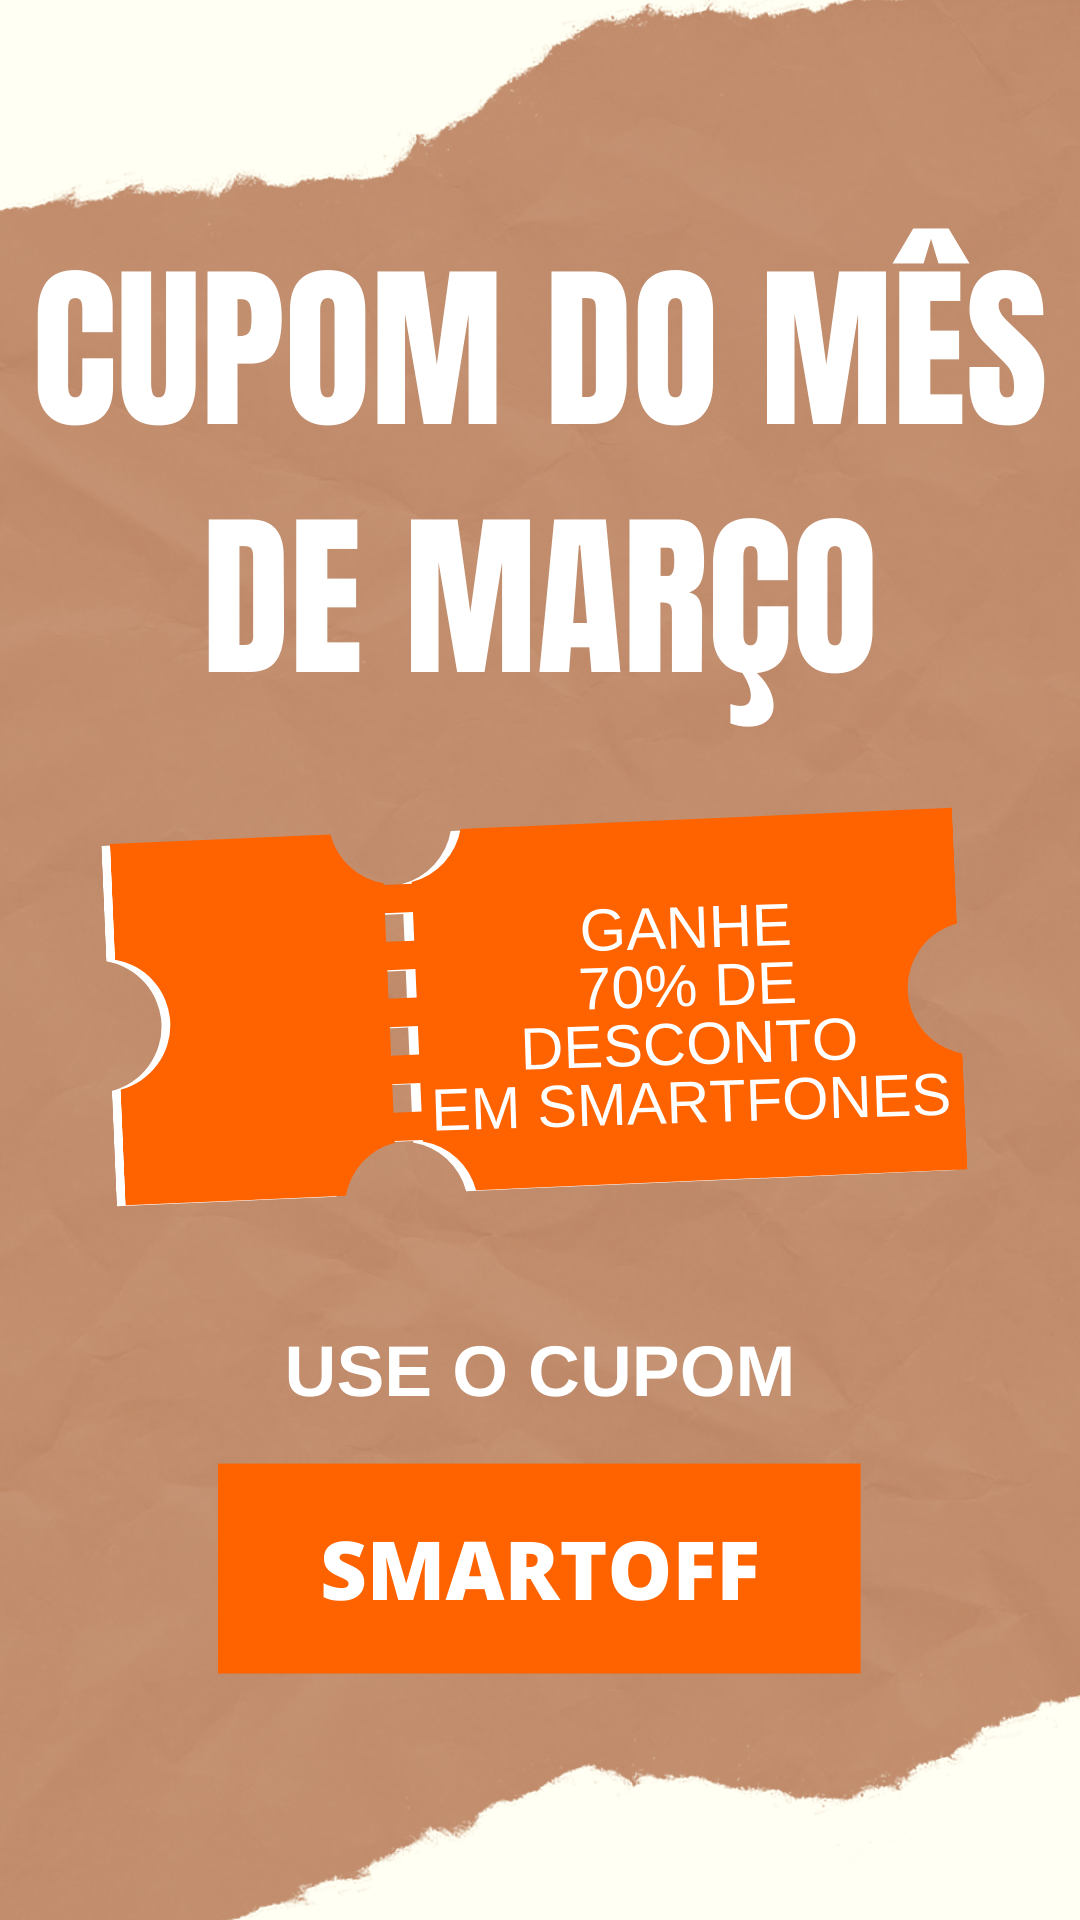 CUPOM DO MÊS
DE MARÇO
GANHE
70% DE
DESCONTO
EM SMARTFONES
USE O CUPOM
SMARTOFF